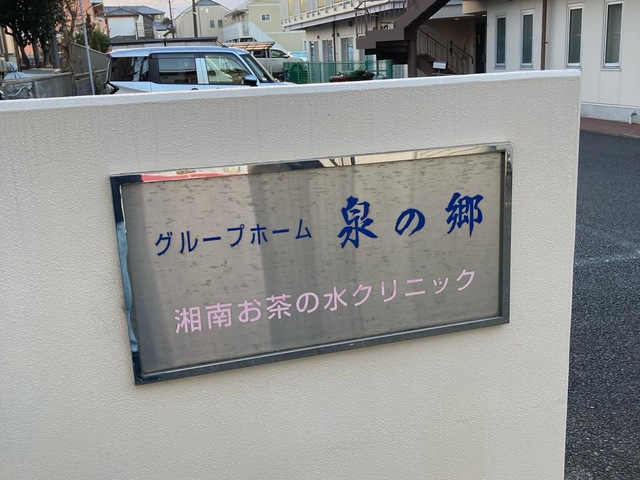 グループホーム 泉の郷
湘南お茶の水クリニック